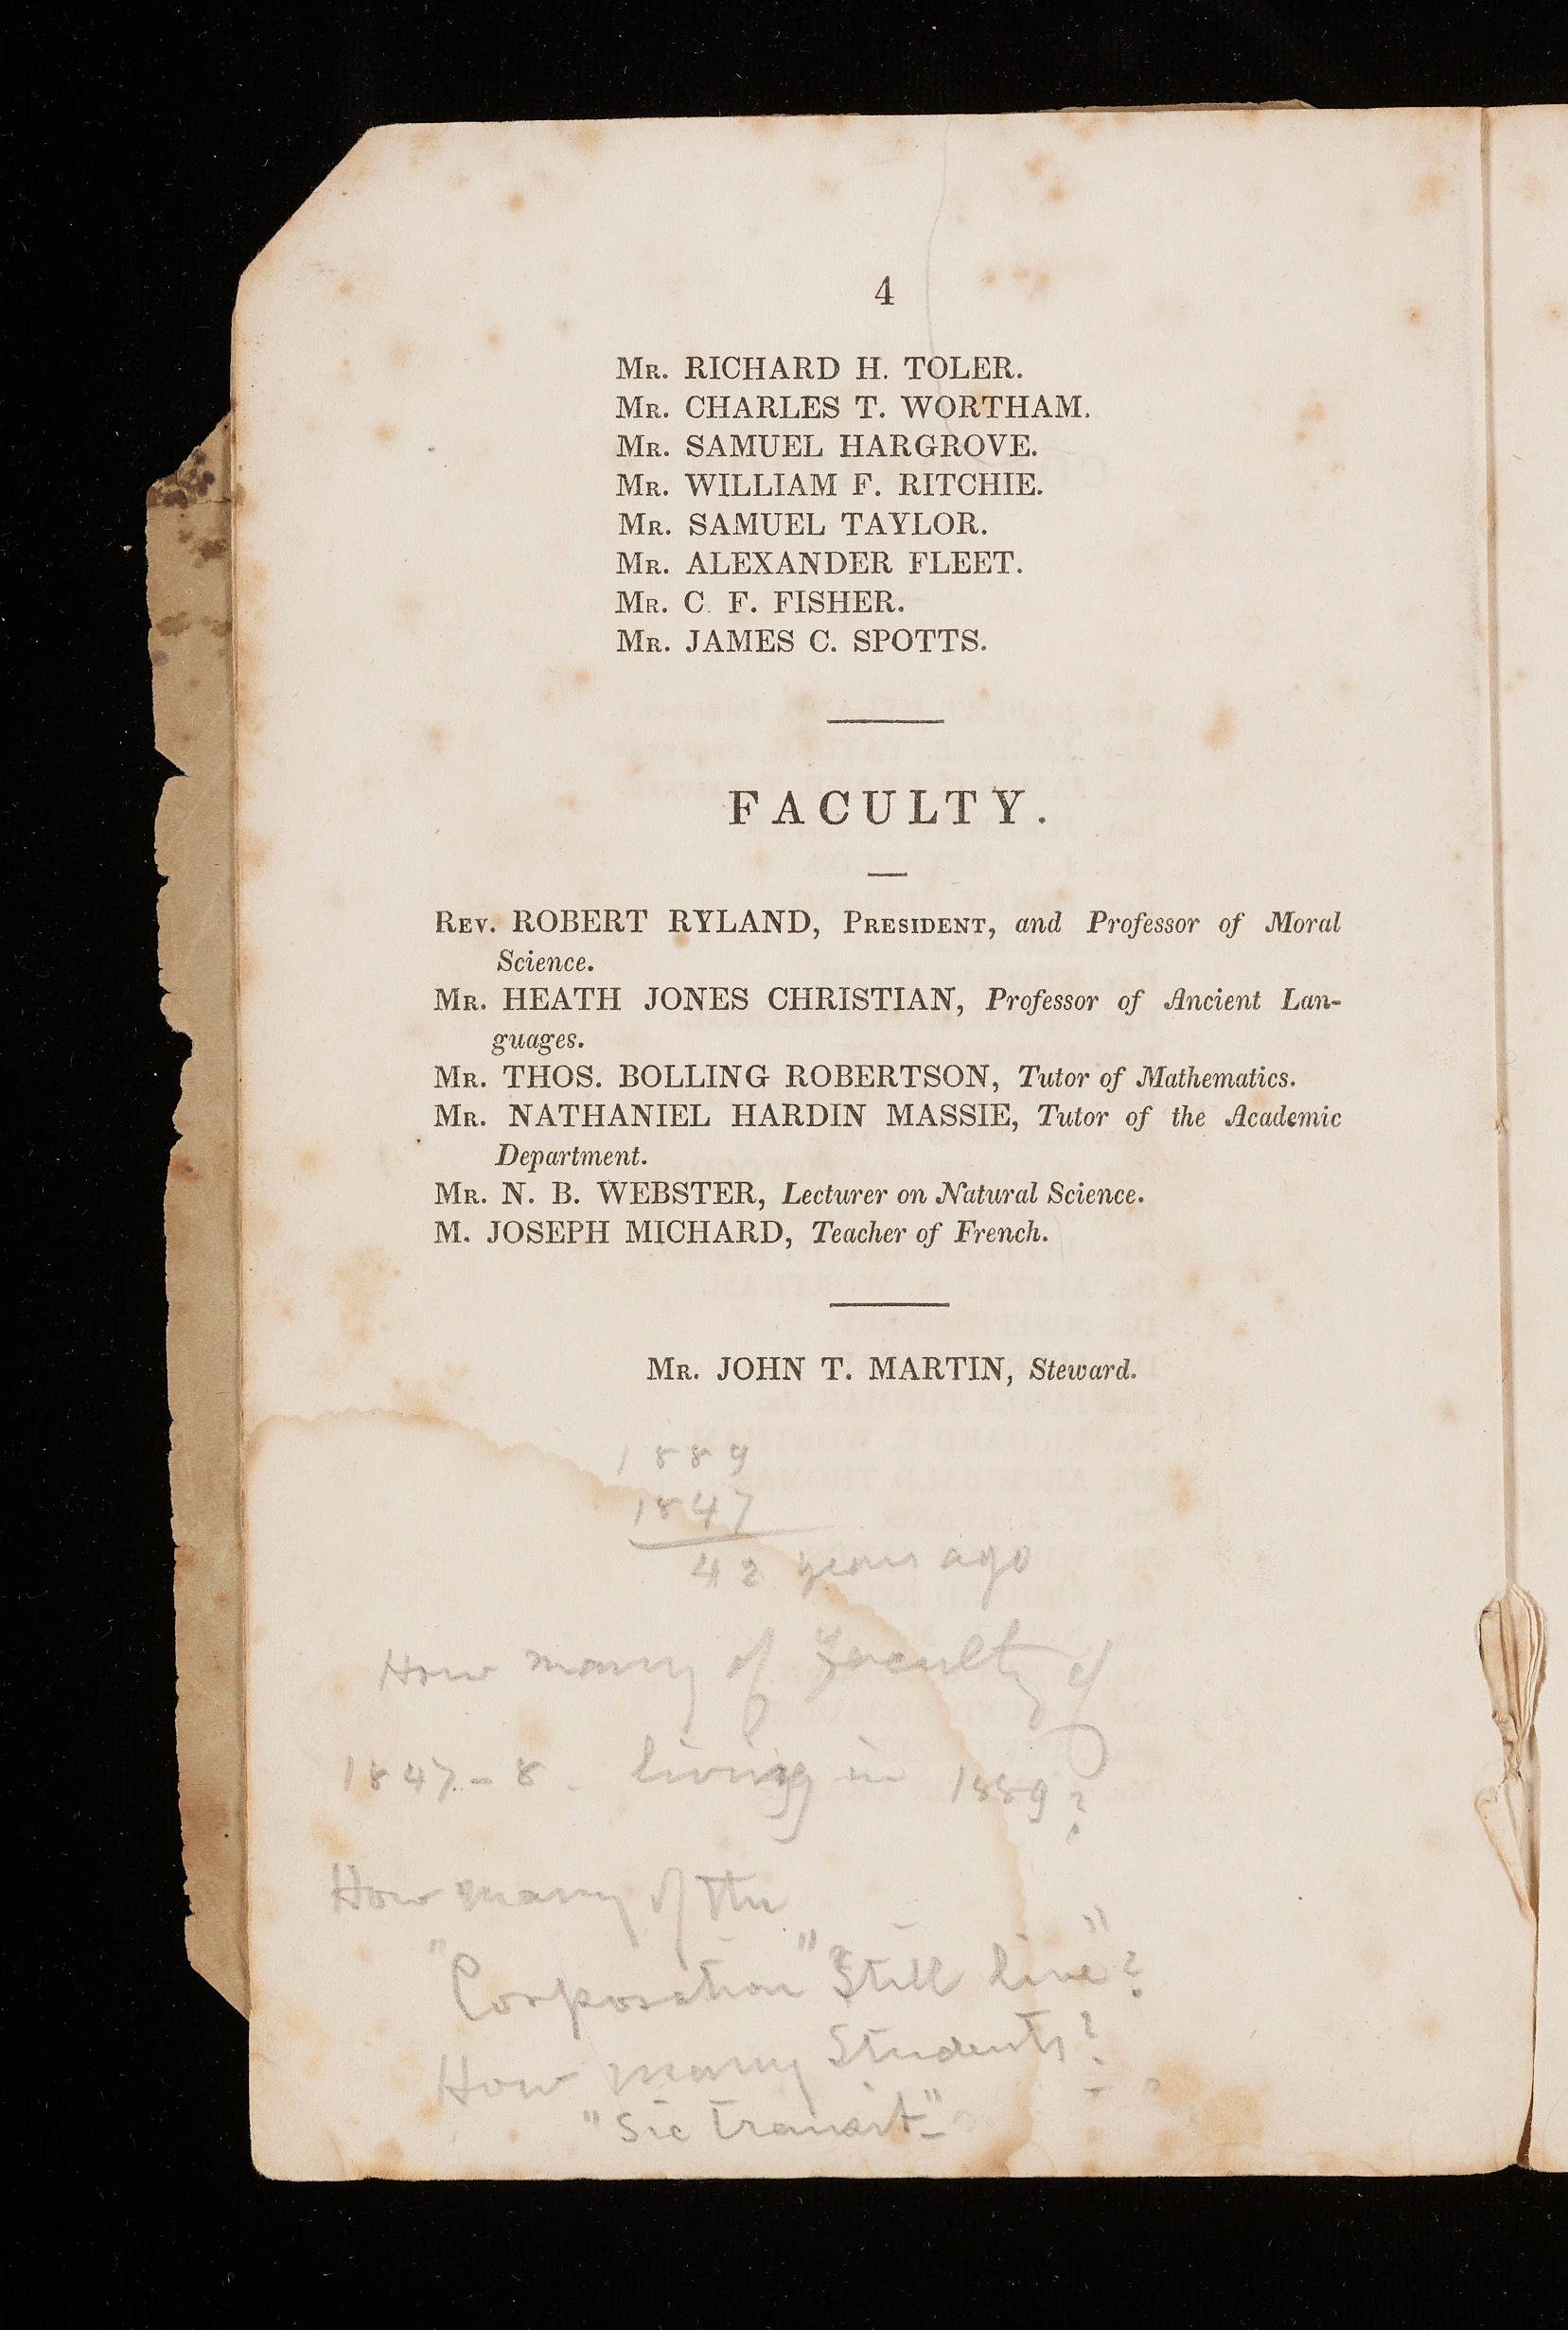 4
Mr. RICHARD H. TOLER.
Mr. CHARLES T. WORTHAM.
Mr. SAMUEL HARGROVE.
Mr. WILLIAM F. RITCHIE.
Mr. SAMUEL TAYLOR.
Mr. ALEXANDER FLEET.
Mr. C. F. FISHER.
Mr. JAMES C. SPOTTS.
FACULTY.
Rev. ROBERT RYLAND, President, and Professor of Moral
Science.
Mr. HEATH JONES CHRISTIAN, Professor of Ancient Lan-
guages.
Mr. THOS. BOLLING ROBERTSON, Tutor of Mathematics.
Mr. NATHANIEL HARDIN MASSIE, Tutor of the Academic
Department.
Mr. N. B. WEBSTER, Lecturer on Natural Science.
M. JOSEPH MICHARD, Teacher of French.
Mr. JOHN T. MARTIN, Steward.
1889
1847
42 years ago
How many of Faculty of
1847-8. living in 1889?
How many of the
"Corporation" "Still live"?
How many Students?
"Sic transit"